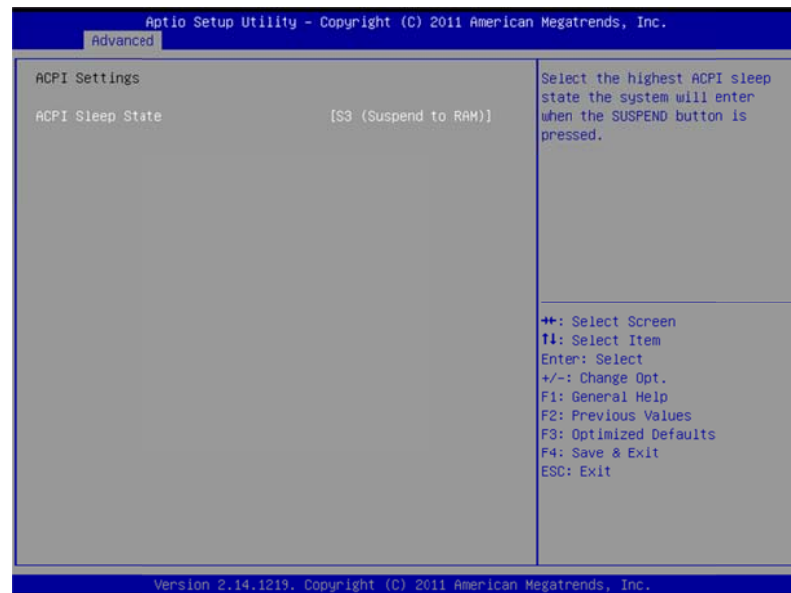 Aptio Setup Utility – Copyright (C) 2011 American Megatrends, Inc.
Advanced
ACPI Settings
ACPI Sleep State [S3 (Suspend to RAM)]
Select the highest ACPI sleep
state the system will enter
when the SUSPEND button is
pressed.
→←: Select Screen
↑↓: Select Item
Enter: Select
+/-: Change Opt.
F1: General Help
F2: Previous Values
F3: Optimized Defaults
F4: Save & Exit
ESC: Exit
Version 2.14.1219. Copyright (C) 2011 American Megatrends, Inc.